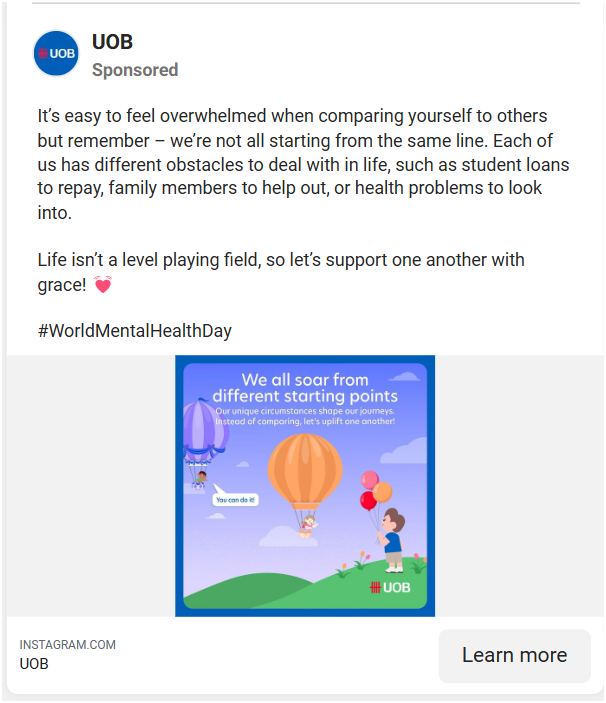 UOB
UOB
Sponsored
It’s easy to feel overwhelmed when comparing yourself to others
but remember – we’re not all starting from the same line. Each of
us has different obstacles to deal with in life, such as student loans
to repay, family members to help out, or health problems to look
into.
Life isn’t a level playing field, so let’s support one another with
grace! 💓
#WorldMentalHealthDay
We all soar from
different starting points
Our unique circumstances shape our journeys.
Instead of comparing, let’s uplift one another!
You can do it!
UOB
INSTAGRAM.COM
UOB
Learn more